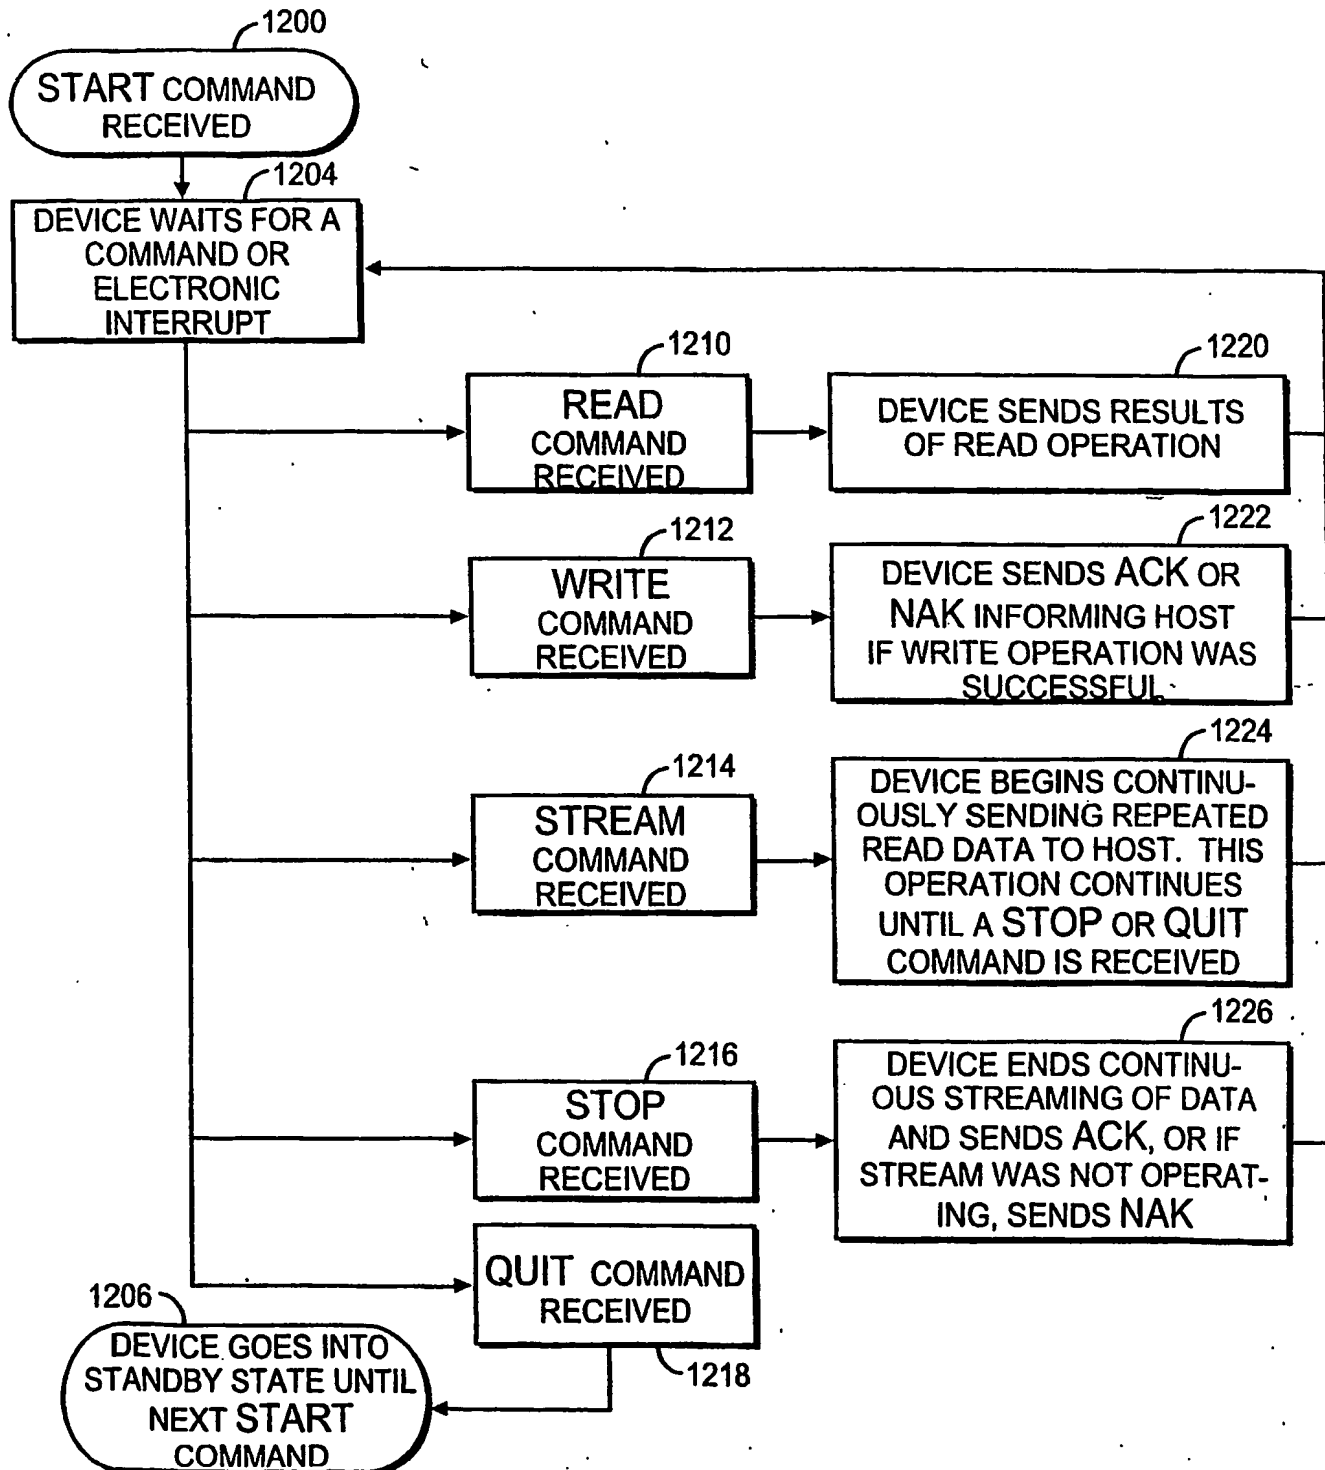 1200
START COMMAND
RECEIVED
1204
DEVICE WAITS FOR A
COMMAND OR
ELECTRONIC
INTERRUPT
1210
READ
COMMAND
RECEIVED
1220
DEVICE SENDS RESULTS
OF READ OPERATION
1212
WRITE
COMMAND
RECEIVED
1222
DEVICE SENDS ACK OR
NAK INFORMING HOST
IF WRITE OPERATION WAS
SUCCESSFUL
1214
STREAM
COMMAND
RECEIVED
1224
DEVICE BEGINS CONTINU-
OUSLY SENDING REPEATED
READ DATA TO HOST. THIS
OPERATION CONTINUES
UNTIL A STOP OR QUIT
COMMAND IS RECEIVED
1216
STOP
COMMAND
RECEIVED
1226
DEVICE ENDS CONTINU-
OUS STREAMING OF DATA
AND SENDS ACK, OR IF
STREAM WAS NOT OPERAT-
ING, SENDS NAK
QUIT COMMAND
RECEIVED
1218
1206
DEVICE GOES INTO
STANDBY STATE UNTIL
NEXT START
COMMAND